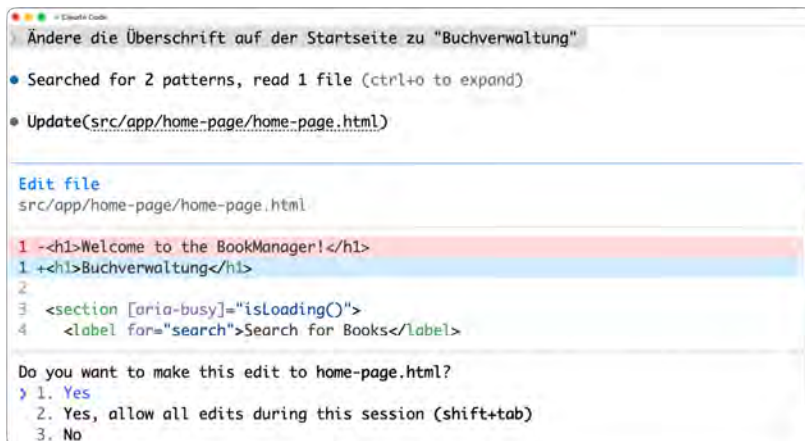 Claude Code
› Ändere die Überschrift auf der Startseite zu "Buchverwaltung"
● Searched for 2 patterns, read 1 file (ctrl+o to expand)
● Update(src/app/home-page/home-page.html)
Edit file
src/app/home-page/home-page.html
1 -<h1>Welcome to the BookManager!</h1>
1 +<h1>Buchverwaltung</h1>
2
3 <section [aria-busy]="isLoading()">
4 <label for="search">Search for Books</label>
Do you want to make this edit to home-page.html?
› 1. Yes
2. Yes, allow all edits during this session (shift+tab)
3. No